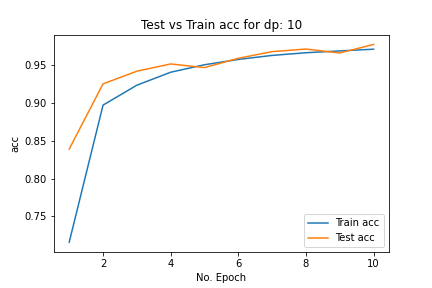 Test vs Train acc for dp: 10
acc
0.95
0.90
0.85
0.80
0.75
2 4 6 8 10
No. Epoch
Train acc
Test acc